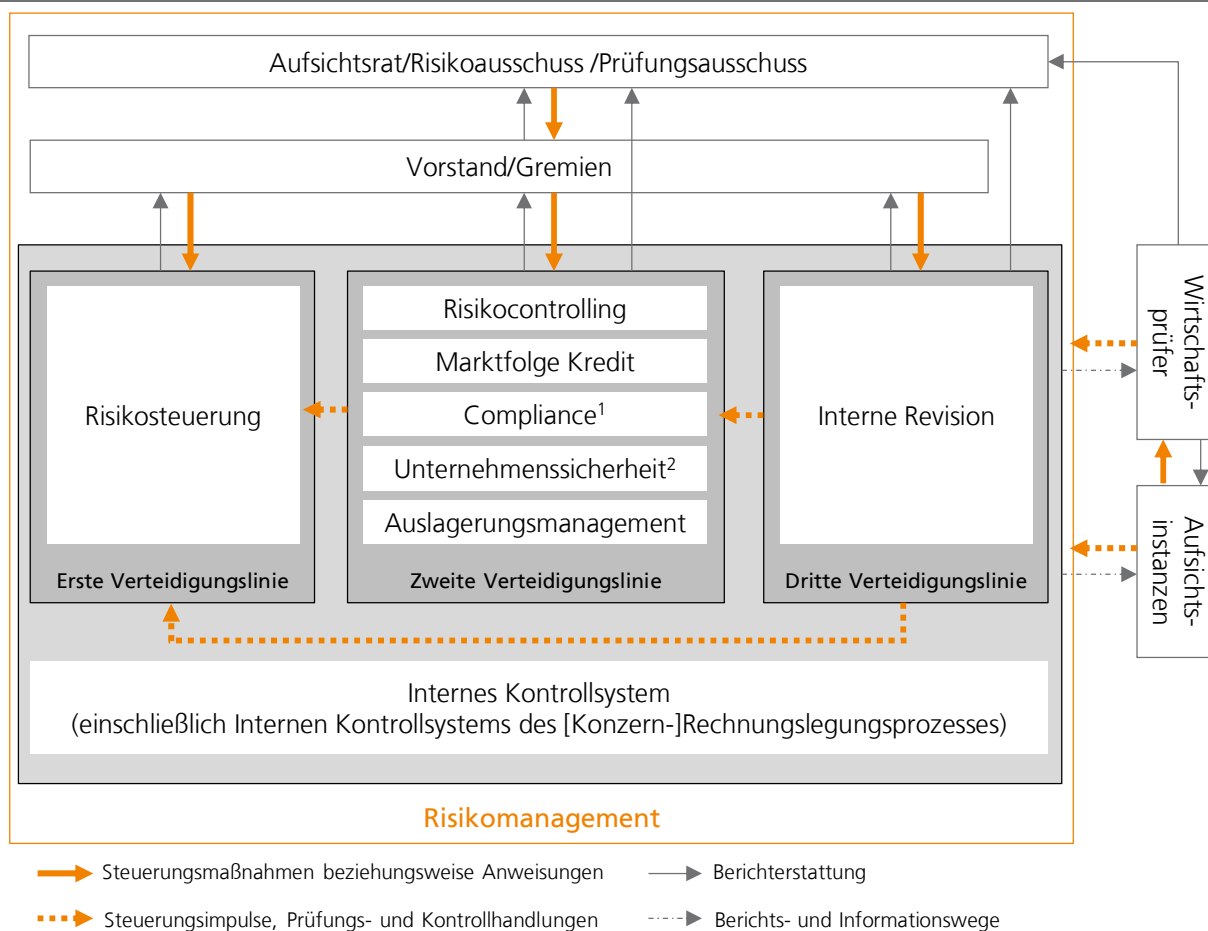 Aufsichtsrat/Risikoausschuss /Prüfungsausschuss
Vorstand/Gremien
Risikosteuerung
Erste Verteidigungslinie
Risikocontrolling
Marktfolge Kredit
Compliance¹
Unternehmenssicherheit²
Auslagerungsmanagement
Zweite Verteidigungslinie
Interne Revision
Dritte Verteidigungslinie
Wirtschafts-
prüfer
Aufsichts-
instanzen
Internes Kontrollsystem
(einschließlich Internen Kontrollsystems des [Konzern-]Rechnungslegungsprozesses)
Risikomanagement
Steuerungsmaßnahmen beziehungsweise Anweisungen
Berichterstattung
Steuerungsimpulse, Prüfungs- und Kontrollhandlungen
Berichts- und Informationswege